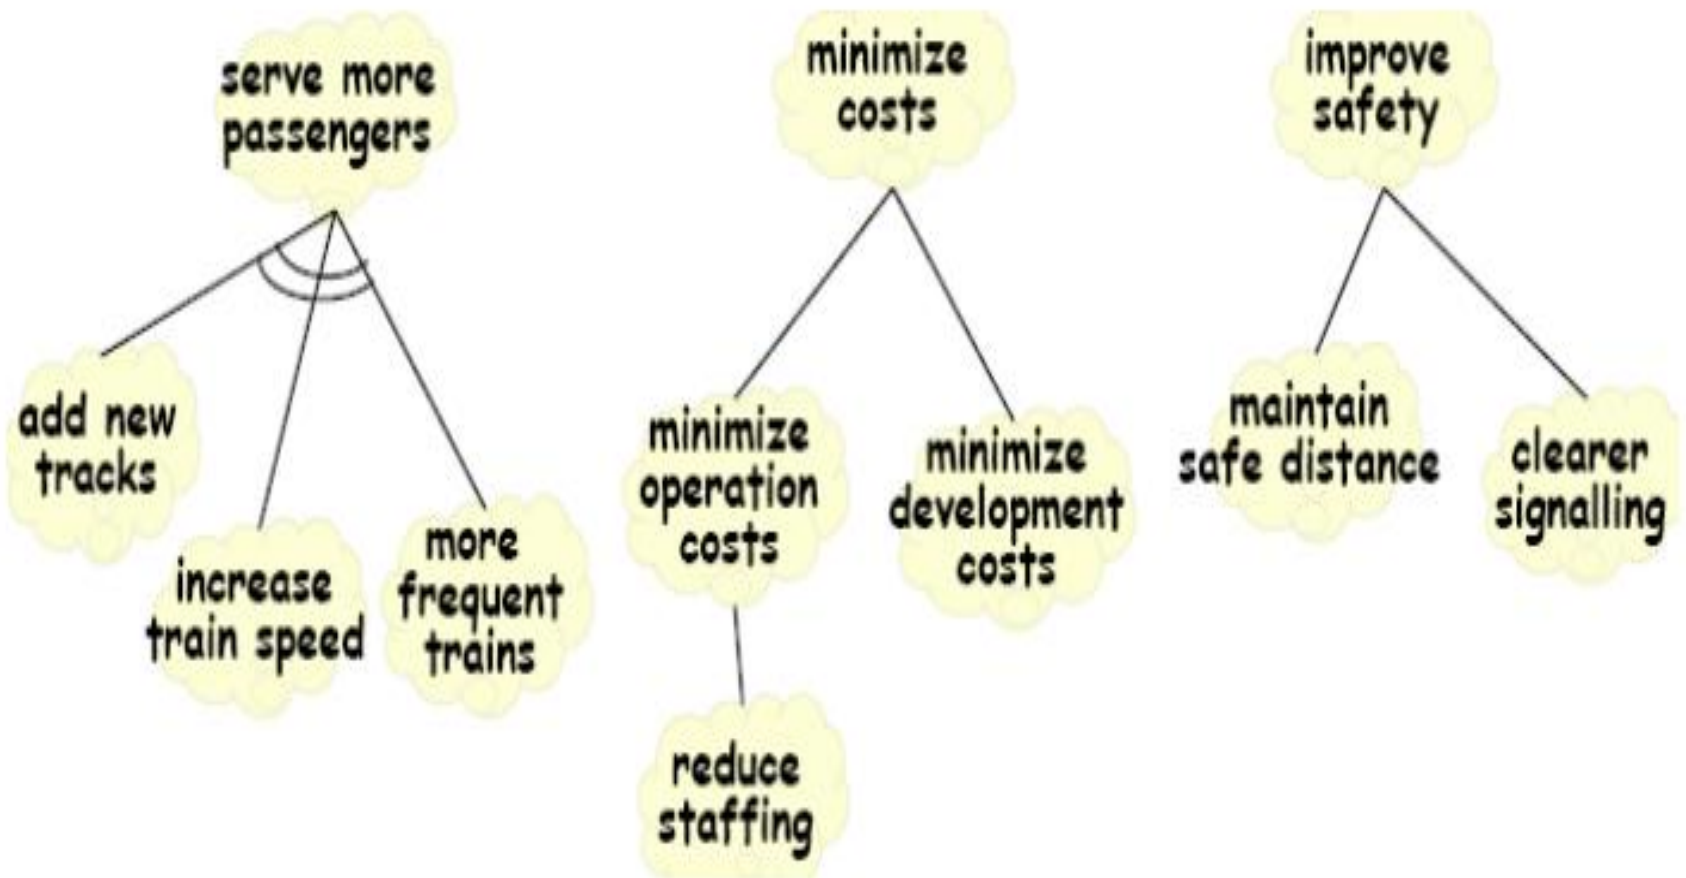 serve more
passengers
minimize
costs
improve
safety
add new
tracks
increase
train speed
more
frequent
trains
minimize
operation
costs
minimize
development
costs
maintain
safe distance
clearer
signalling
reduce
staffing